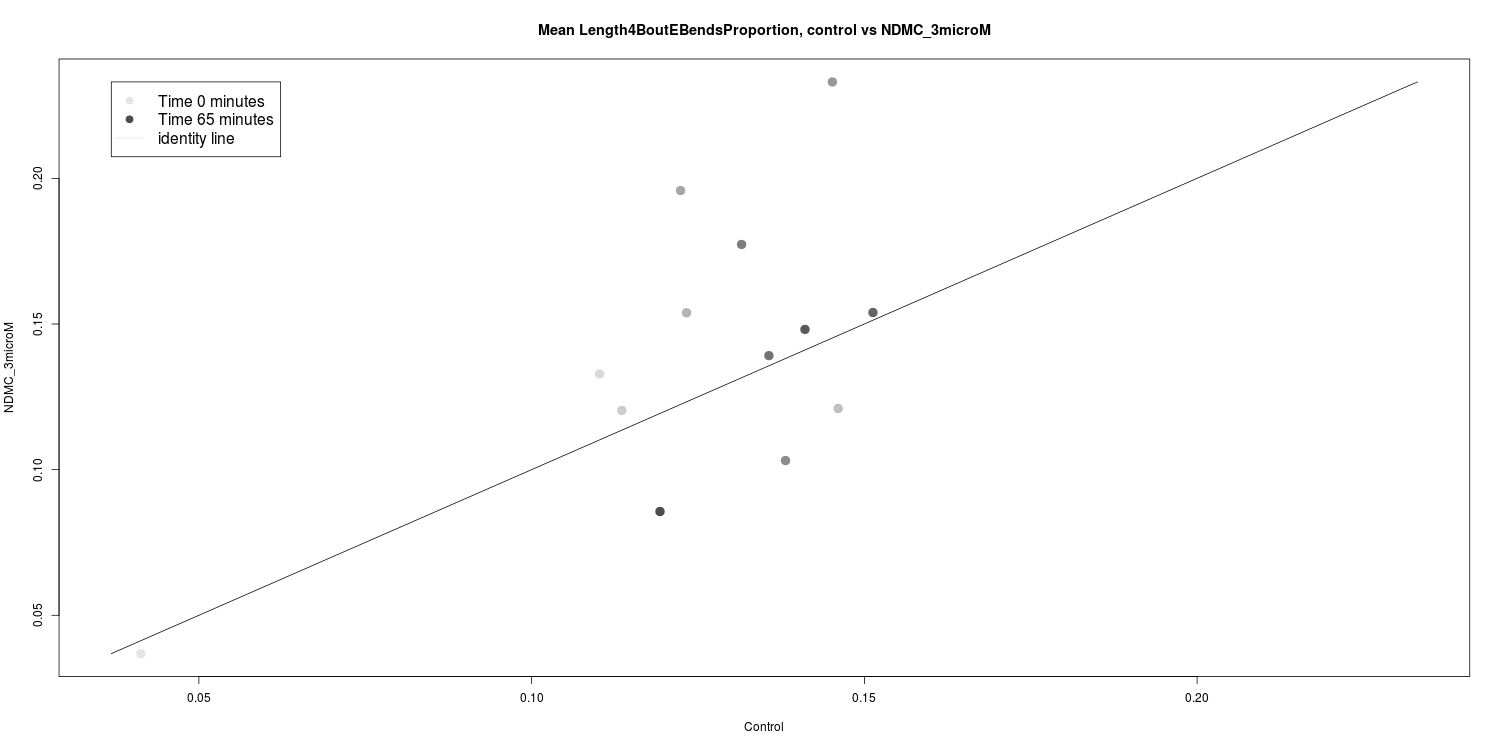 Mean Length4BoutEBendsProportion, control vs NDMC_3microM
Time 0 minutes
Time 65 minutes
identity line
NDMC_3microM
0.20
0.15
0.10
0.05
0.05
0.10
0.15
0.20
Control